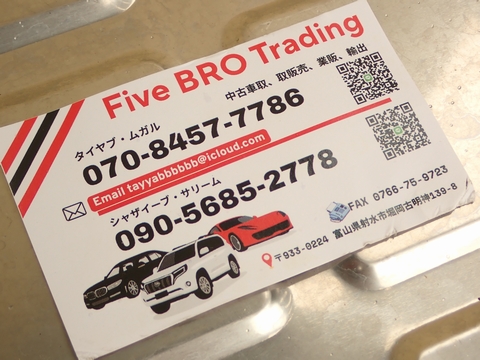 Five BRO Trading
中古車取、取販売、業販、輸出
タイヤブ・ムガル
070-8457-7786
Email tayyabbbbbb@icloud.com
シャザイーブ・サリーム
090-5685-2778
FAX 0766-75-9723
〒933-0224 富山県射水市堀岡古明神139-8